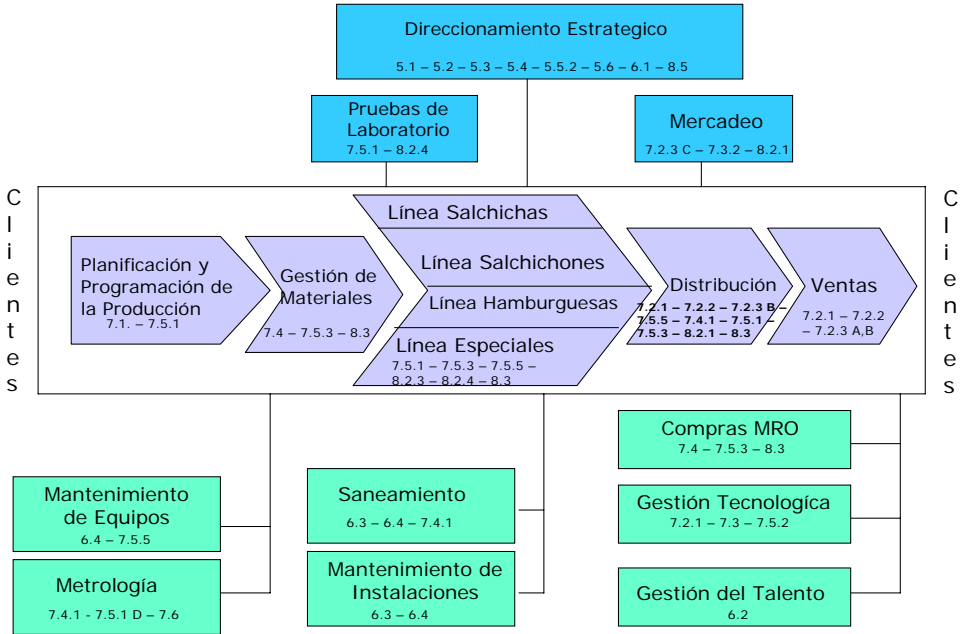 Direccionamiento Estrategico
5.1 – 5.2 – 5.3 – 5.4 – 5.5.2 – 5.6 – 6.1 – 8.5
Pruebas de
Laboratorio
7.5.1 – 8.2.4
Mercadeo
7.2.3 C – 7.3.2 – 8.2.1
Clientes
Planificación y
Programación de
la Producción
7.1. – 7.5.1
Gestión de
Materiales
7.4 – 7.5.3 – 8.3
Línea Salchichas
Línea Salchichones
Línea Hamburguesas
Línea Especiales
7.5.1 – 7.5.3 – 7.5.5 –
8.2.3 – 8.2.4 – 8.3
Distribución
7.2.1 – 7.2.2 – 7.2.3 B –
7.5.5 – 7.4.1 – 7.5.1 –
7.5.3 – 8.2.1 – 8.3
Ventas
7.2.1 – 7.2.2
– 7.2.3 A,B
Clientes
Mantenimiento
de Equipos
6.4 – 7.5.5
Metrología
7.4.1 - 7.5.1 D – 7.6
Saneamiento
6.3 – 6.4 – 7.4.1
Mantenimiento de
Instalaciones
6.3 – 6.4
Compras MRO
7.4 – 7.5.3 – 8.3
Gestión Tecnologíca
7.2.1 – 7.3 – 7.5.2
Gestión del Talento
6.2